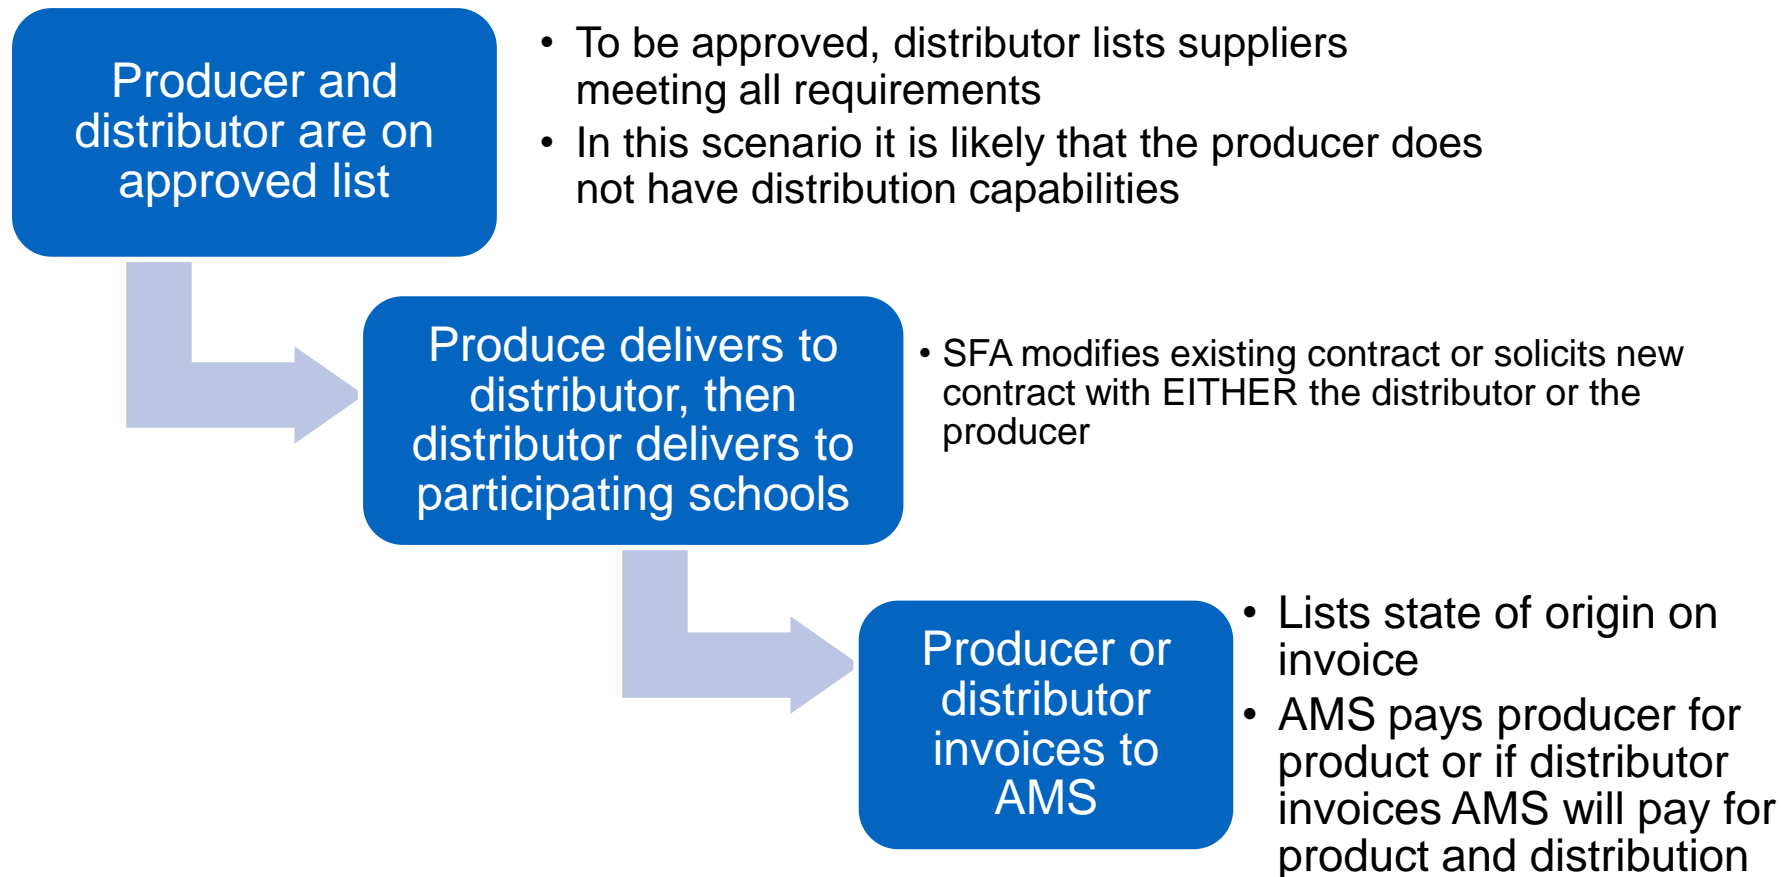 Producer and
distributor are on
approved list
• To be approved, distributor lists suppliers
meeting all requirements
• In this scenario it is likely that the producer does
not have distribution capabilities
Produce delivers to
distributor, then
distributor delivers to
participating schools
• SFA modifies existing contract or solicits new
contract with EITHER the distributor or the
producer
Producer or
distributor
invoices to
AMS
• Lists state of origin on
invoice
• AMS pays producer for
product or if distributor
invoices AMS will pay for
product and distribution